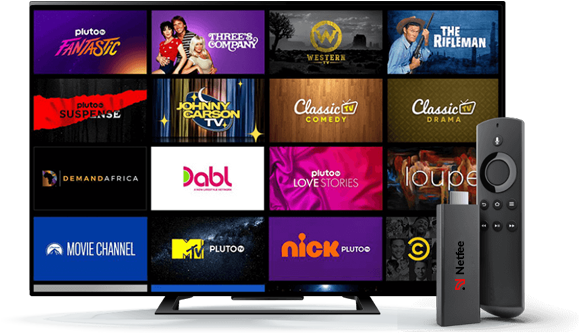 pluto tv
FANTASTIC
THREE'S
COMPANY
W
WESTERN
TV
THE
RIFLEMAN
pluto tv
SUSPENSE
JOHNNY
CARSON
TV
Classic TV
COMEDY
Classic TV
DRAMA
D DEMANDAFRICA
Dabl
pluto tv
LOVE STORIES
loupe
MOVIE CHANNEL
MTV PLUTO TV
nick PLUTO TV
C
Netfee